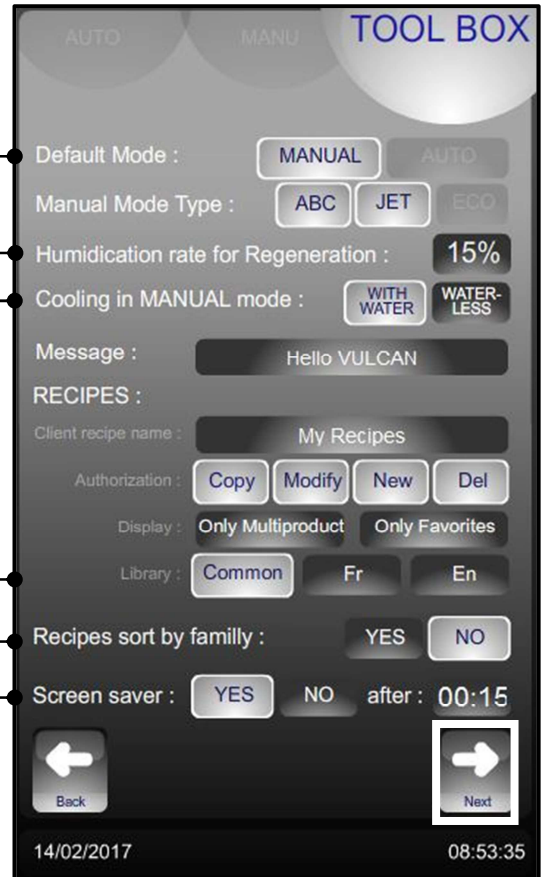 AUTO MANU TOOL BOX
Default Mode : MANUAL AUTO
Manual Mode Type : ABC JET ECO
Humidication rate for Regeneration : 15%
Cooling in MANUAL mode : WITH WATER WATER-LESS
Message : Hello VULCAN
RECIPES :
Client recipe name : My Recipes
Authorization : Copy Modify New Del
Display : Only Multiproduct Only Favorites
Library : Common Fr En
Recipes sort by familly : YES NO
Screen saver : YES NO after : 00:15
Back Next
14/02/2017 08:53:35